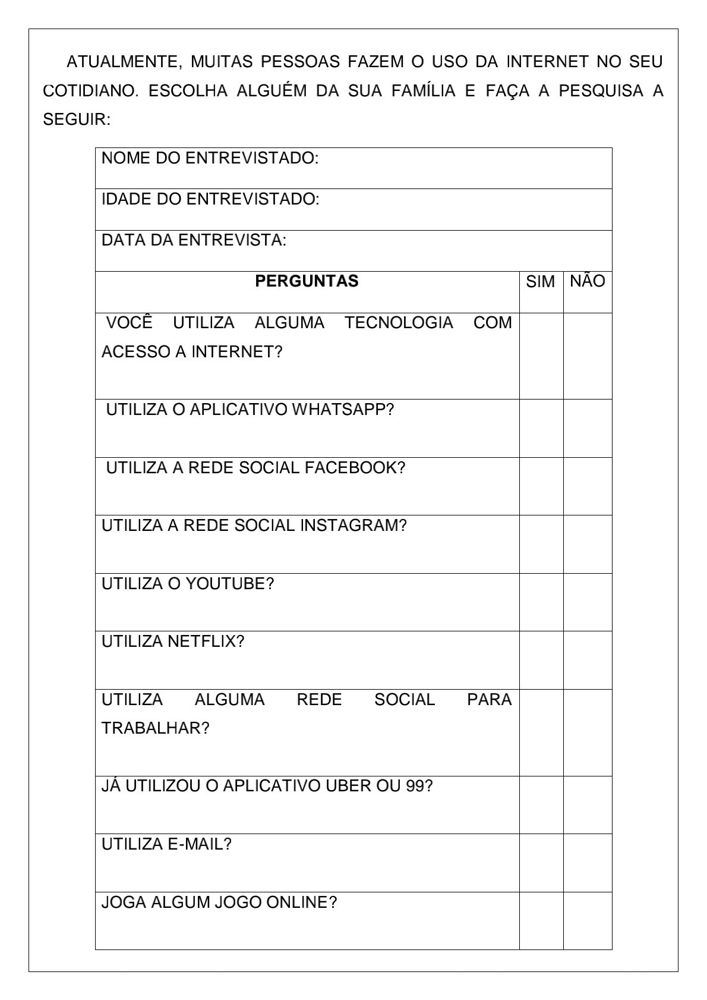 ATUALMENTE, MUITAS PESSOAS FAZEM O USO DA INTERNET NO SEU
COTIDIANO. ESCOLHA ALGUÉM DA SUA FAMÍLIA E FAÇA A PESQUISA A
SEGUIR:
NOME DO ENTREVISTADO:
IDADE DO ENTREVISTADO:
DATA DA ENTREVISTA:
PERGUNTAS SIM NÃO
VOCÊ UTILIZA ALGUMA TECNOLOGIA COM
ACESSO A INTERNET?
UTILIZA O APLICATIVO WHATSAPP?
UTILIZA A REDE SOCIAL FACEBOOK?
UTILIZA A REDE SOCIAL INSTAGRAM?
UTILIZA O YOUTUBE?
UTILIZA NETFLIX?
UTILIZA ALGUMA REDE SOCIAL PARA
TRABALHAR?
JÁ UTILIZOU O APLICATIVO UBER OU 99?
UTILIZA E-MAIL?
JOGA ALGUM JOGO ONLINE?